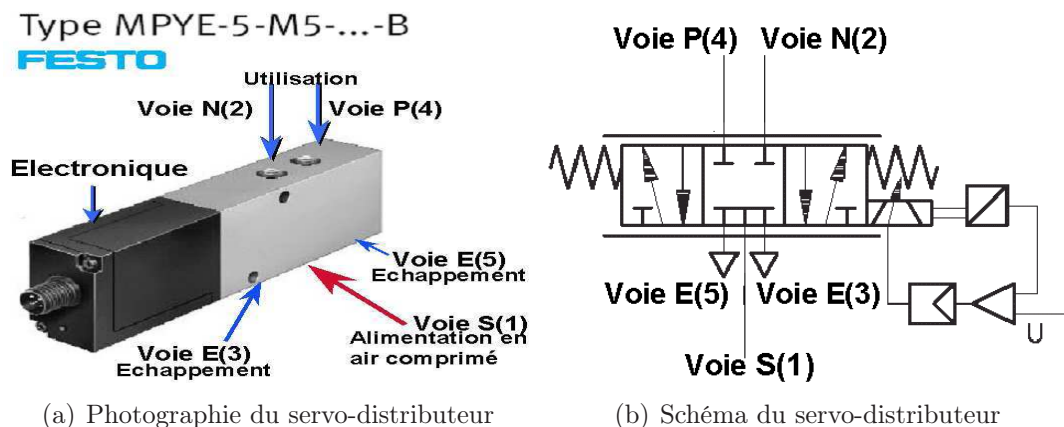 Type MPYE-5-M5-...-B
FESTO
Utilisation
Voie N(2)
Voie P(4)
Electronique
Voie E(5)
Echappement
Voie S(1)
Alimentation en
air comprimé
Voie E(3)
Echappement
(a) Photographie du servo-distributeur
Voie P(4)
Voie N(2)
Voie E(5)
Voie E(3)
U
Voie S(1)
(b) Schéma du servo-distributeur